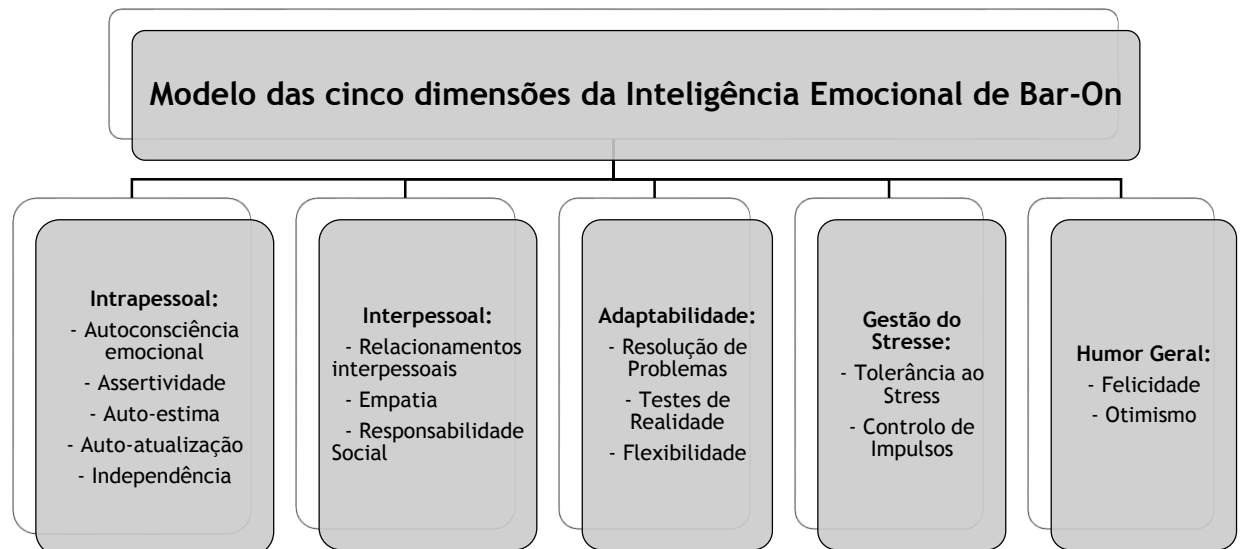 Modelo das cinco dimensões da Inteligência Emocional de Bar-On
Intrapessoal:
- Autoconsciência
emocional
- Assertividade
- Auto-estima
- Auto-atualização
- Independência
Interpessoal:
- Relacionamentos
interpessoais
- Empatia
- Responsabilidade
Social
Adaptabilidade:
- Resolução de
Problemas
- Testes de
Realidade
- Flexibilidade
Gestão do
Stresse:
- Tolerância ao
Stress
- Controlo de
Impulsos
Humor Geral:
- Felicidade
- Otimismo